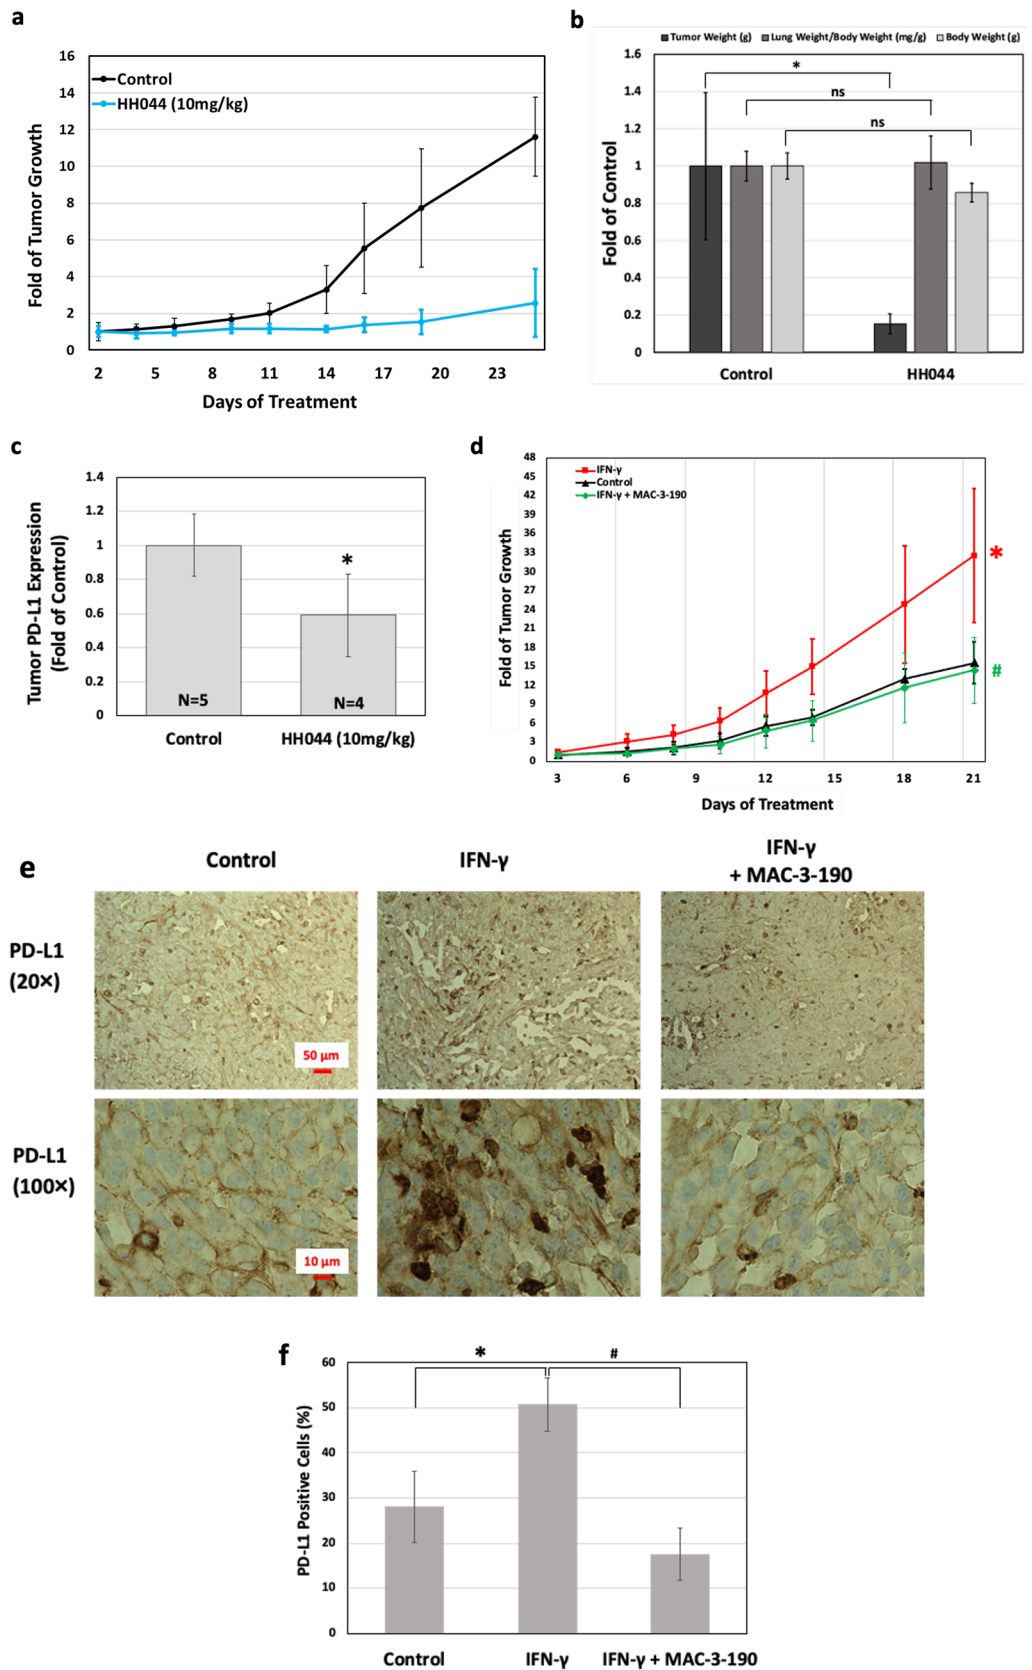 a
16
14
12
10
8
6
4
2
0
Fold of Tumor Growth
Control
HH044 (10mg/kg)
2 5 8 11 14 17 20 23
Days of Treatment
b
Tumor Weight (g) Lung Weight/Body Weight (mg/g) Body Weight (g)
1.6
1.4
1.2
1
0.8
0.6
0.4
0.2
0
Fold of Control
*
ns
ns
Control HH044
c
1.4
1.2
1
0.8
0.6
0.4
0.2
0
Tumor PD-L1 Expression
(Fold of Control)
*
N=5 N=4
Control HH044 (10mg/kg)
d
48
45
42
39
36
33
30
27
24
21
18
15
12
9
6
3
0
Fold of Tumor Growth
IFN-γ
Control
IFN-γ + MAC-3-190
*
#
3 6 9 12 15 18 21
Days of Treatment
e
Control IFN-γ IFN-γ
+ MAC-3-190
PD-L1
(20×)
50 μm
PD-L1
(100×)
10 μm
f
60
50
40
30
20
10
0
PD-L1 Positive Cells (%)
* #
Control IFN-γ IFN-γ + MAC-3-190